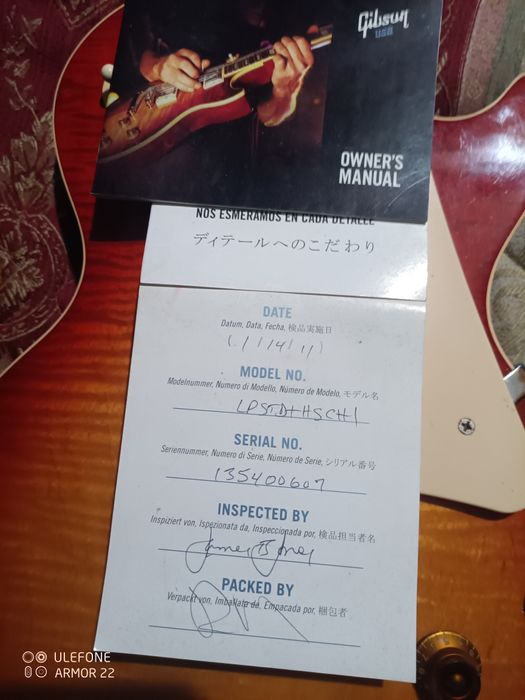 Gibson
USA
OWNER'S
MANUAL
NOS ESMERAMOS EN CADA DETALLE
ディテールへのこだわり
DATE
Datum, Data, Fecha, 検品実施日
MODEL NO.
Modelnummer, Numero di Modello, Número de Modelo, モデル名
LPSTD+HSCH1
SERIAL NO.
Seriennummer, Numero di Serie, Número de Serie, シリアル番号
135400607
INSPECTED BY
Inspiziert von, Ispezionata da, Inspeccionada por, 検品担当者名
James B Jones
PACKED BY
Verpackt von, Imballata da, Empacada por, 梱包者
ULEFONE
ARMOR 22